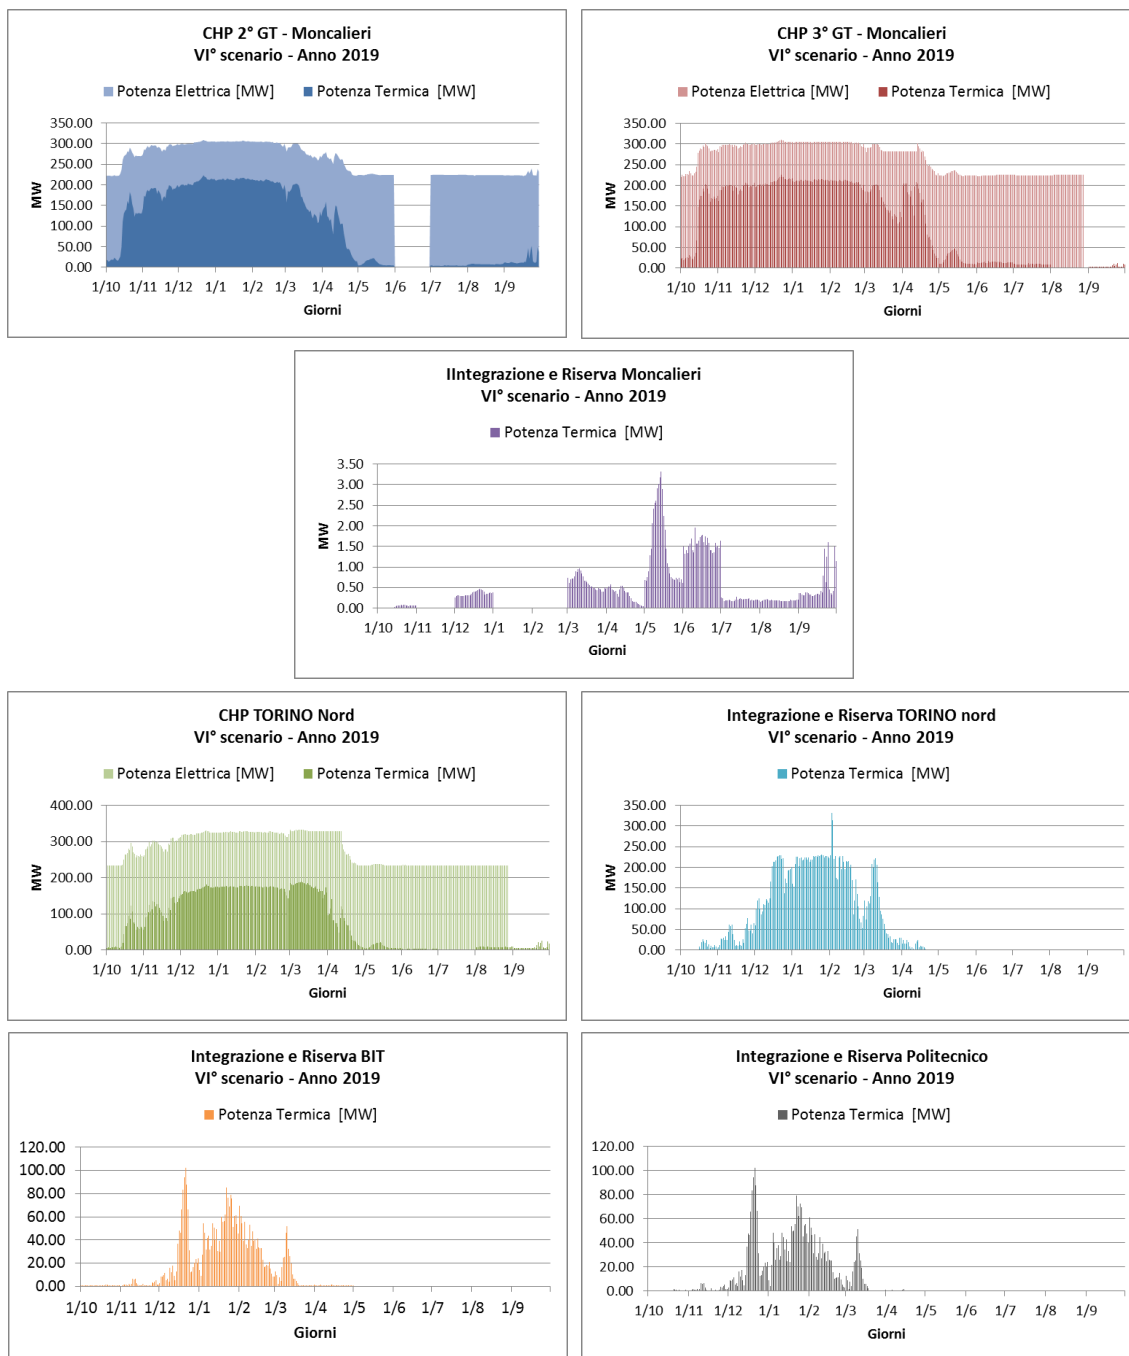 CHP 2° GT - Moncalieri
VI° scenario - Anno 2019
Potenza Elettrica [MW] Potenza Termica [MW]
350.00
300.00
250.00
200.00
150.00
100.00
50.00
0.00
MW
1/10 1/11 1/12 1/1 1/2 1/3 1/4 1/5 1/6 1/7 1/8 1/9
Giorni
CHP 3° GT - Moncalieri
VI° scenario - Anno 2019
Potenza Elettrica [MW] Potenza Termica [MW]
350.00
300.00
250.00
200.00
150.00
100.00
50.00
0.00
MW
1/10 1/11 1/12 1/1 1/2 1/3 1/4 1/5 1/6 1/7 1/8 1/9
Giorni
IIntegrazione e Riserva Moncalieri
VI° scenario - Anno 2019
Potenza Termica [MW]
3.50
3.00
2.50
2.00
1.50
1.00
0.50
0.00
MW
1/10 1/11 1/12 1/1 1/2 1/3 1/4 1/5 1/6 1/7 1/8 1/9
Giorni
CHP TORINO Nord
VI° scenario - Anno 2019
Potenza Elettrica [MW] Potenza Termica [MW]
400.00
300.00
200.00
100.00
0.00
MW
1/10 1/11 1/12 1/1 1/2 1/3 1/4 1/5 1/6 1/7 1/8 1/9
Giorni
Integrazione e Riserva TORINO nord
VI° scenario - Anno 2019
Potenza Termica [MW]
350.00
300.00
250.00
200.00
150.00
100.00
50.00
0.00
MW
1/10 1/11 1/12 1/1 1/2 1/3 1/4 1/5 1/6 1/7 1/8 1/9
Giorni
Integrazione e Riserva BIT
VI° scenario - Anno 2019
Potenza Termica [MW]
120.00
100.00
80.00
60.00
40.00
20.00
0.00
1/10 1/11 1/12 1/1 1/2 1/3 1/4 1/5 1/6 1/7 1/8 1/9
Giorni
Integrazione e Riserva Politecnico
VI° scenario - Anno 2019
Potenza Termica [MW]
120.00
100.00
80.00
60.00
40.00
20.00
0.00
1/10 1/11 1/12 1/1 1/2 1/3 1/4 1/5 1/6 1/7 1/8 1/9
Giorni